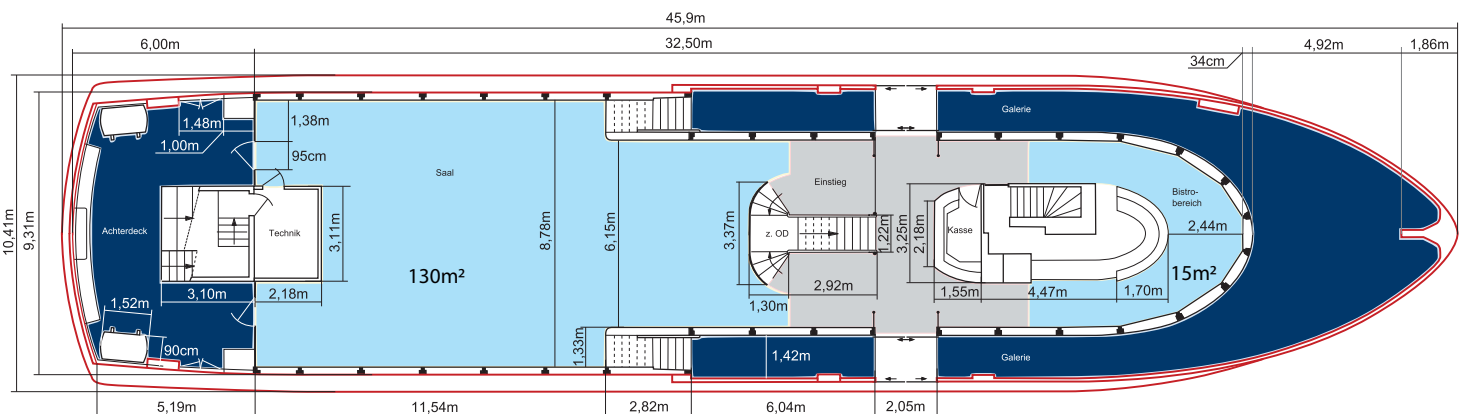 45,9m
6,00m
32,50m
4,92m
1,86m
34cm
10,41m
9,31m
1,48m
1,00m
1,38m
95cm
Saal
Galerie
Einstieg
Bistro-
bereich
Achterdeck
Technik
3,11m
8,78m
6,15m
3,37m
z. OD
1,22m
3,25m
2,18m
Kasse
2,44m
130m²
15m²
3,10m
2,18m
2,92m
1,30m
1,55m
4,47m
1,70m
1,52m
90cm
1,33m
1,42m
Galerie
5,19m
11,54m
2,82m
6,04m
2,05m